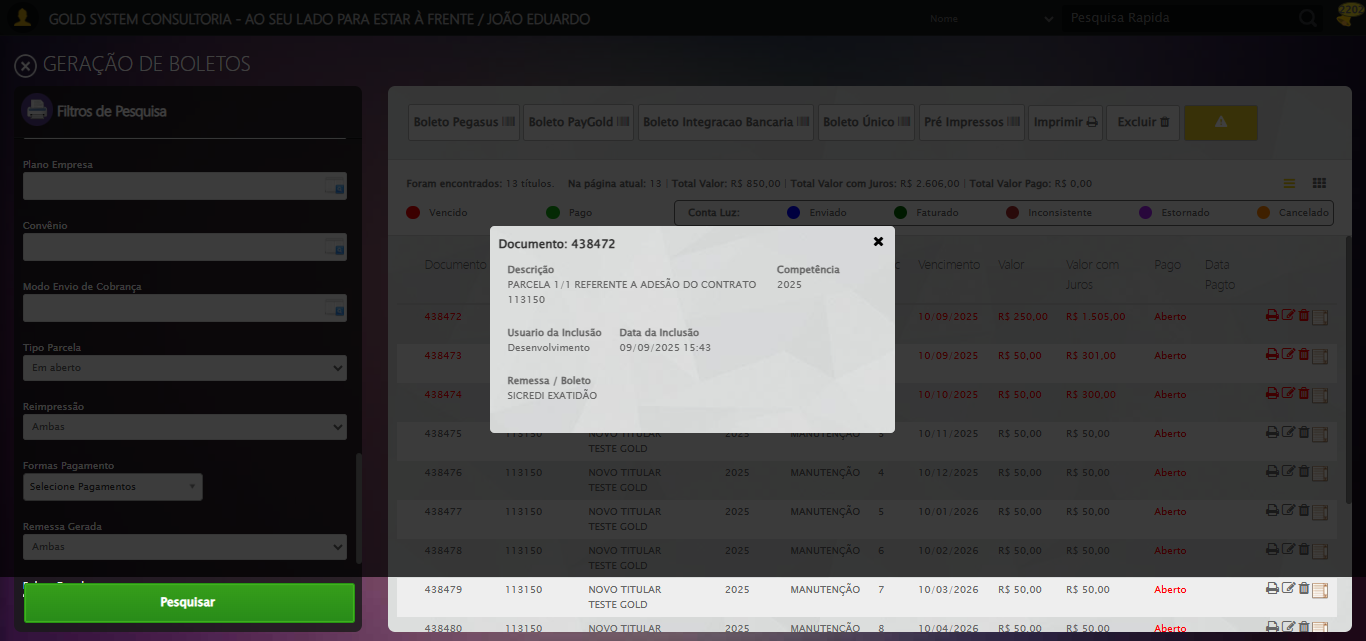 GOLD SYSTEM CONSULTORIA - AO SEU LADO PARA ESTAR À FRENTE / JOÃO EDUARDO
Nome
Pesquisa Rapida
2202
GERAÇÃO DE BOLETOS
Filtros de Pesquisa
Plano Empresa
Convênio
Modo Envio de Cobrança
Tipo Parcela
Em aberto
Reimpressão
Ambas
Formas Pagamento
Selecione Pagamentos
Remessa Gerada
Ambas
Pesquisar
Boleto Pegasus Boleto PayGold Boleto Integracao Bancaria Boleto Único Pré Impressos Imprimir Excluir
Foram encontrados: 13 títulos. Na página atual: 13 | Total Valor: R$ 850,00 | Total Valor com Juros: R$ 2.606,00 | Total Valor Pago: R$ 0,00
Vencido Pago Conta Luz: Enviado Faturado Inconsistente Estornado Cancelado
Documento Vencimento Valor Valor com Pago Data
Juros Pagto
438472 10/09/2025 R$ 250,00 R$ 1.505,00 Aberto
438473 10/09/2025 R$ 50,00 R$ 301,00 Aberto
438474 10/10/2025 R$ 50,00 R$ 300,00 Aberto
438475 113150 NOVO TITULAR 2025 MANUTENÇÃO 3 10/11/2025 R$ 50,00 R$ 50,00 Aberto
TESTE GOLD
438476 113150 NOVO TITULAR 2025 MANUTENÇÃO 4 10/12/2025 R$ 50,00 R$ 50,00 Aberto
TESTE GOLD
438477 113150 NOVO TITULAR 2025 MANUTENÇÃO 5 10/01/2026 R$ 50,00 R$ 50,00 Aberto
TESTE GOLD
438478 113150 NOVO TITULAR 2025 MANUTENÇÃO 6 10/02/2026 R$ 50,00 R$ 50,00 Aberto
TESTE GOLD
438479 113150 NOVO TITULAR 2025 MANUTENÇÃO 7 10/03/2026 R$ 50,00 R$ 50,00 Aberto
TESTE GOLD
438480 113150 NOVO TITULAR 2025 MANUTENÇÃO 8 10/04/2026 R$ 50,00 R$ 50,00 Aberto
Documento: 438472
Descrição Competência
PARCELA 1/1 REFERENTE A ADESÃO DO CONTRATO 2025
113150
Usuario da Inclusão Data da Inclusão
Desenvolvimento 09/09/2025 15:43
Remessa / Boleto
SICREDI EXATIDÃO